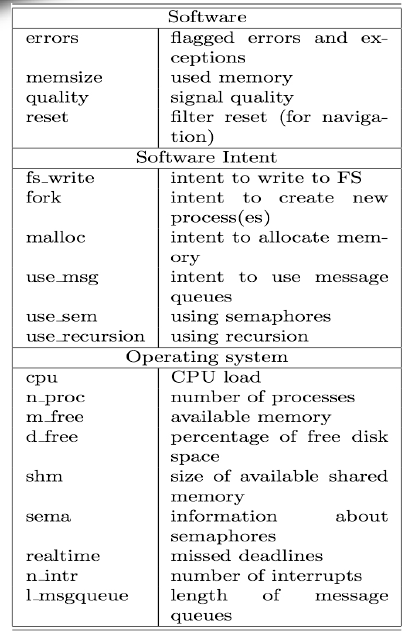 Software
errors flagged errors and ex-
ceptions
memsize used memory
quality signal quality
reset filter reset (for naviga-
tion)
Software Intent
fs_write intent to write to FS
fork intent to create new
process(es)
malloc intent to allocate mem-
ory
use_msg intent to use message
queues
use_sem using semaphores
use_recursion using recursion
Operating system
cpu CPU load
n_proc number of processes
m_free available memory
d_free percentage of free disk
space
shm size of available shared
memory
sema information about
semaphores
realtime missed deadlines
n_intr number of interrupts
l_msgqueue length of message
queues